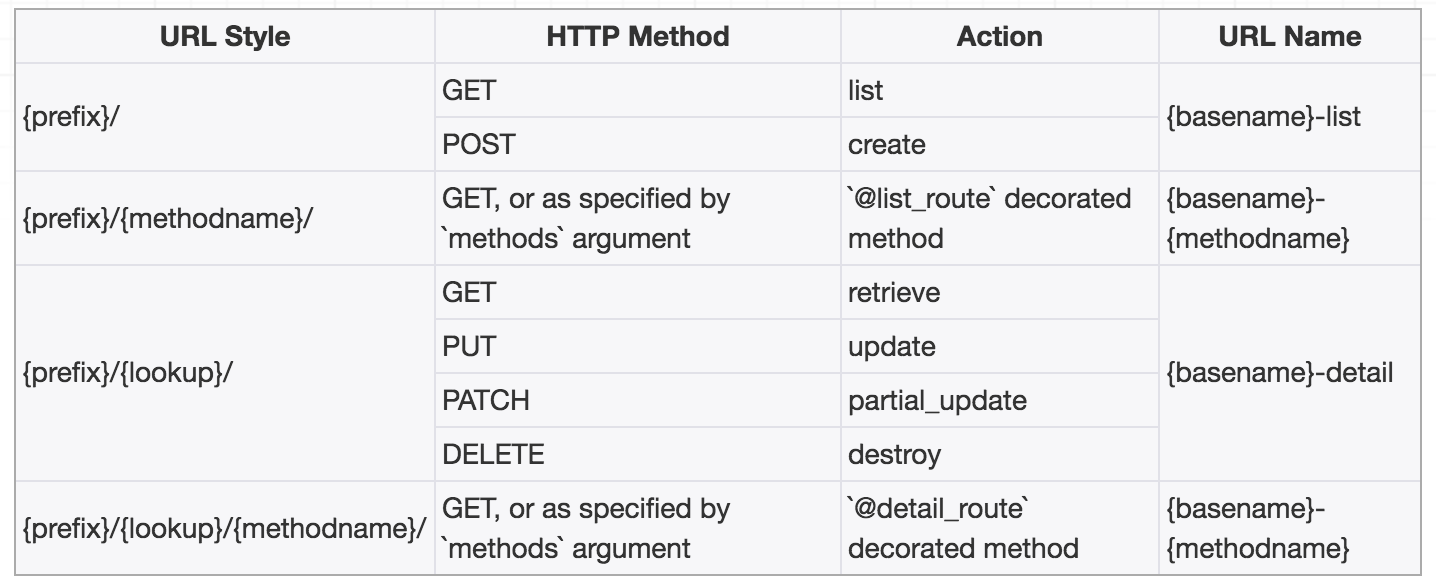 URL Style HTTP Method Action URL Name
{prefix}/ GET list {basename}-list
POST create
{prefix}/{methodname}/ GET, or as specified by `methods` argument `@list_route` decorated method {basename}-{methodname}
{prefix}/{lookup}/ GET retrieve {basename}-detail
PUT update
PATCH partial_update
DELETE destroy
{prefix}/{lookup}/{methodname}/ GET, or as specified by `methods` argument `@detail_route` decorated method {basename}-{methodname}